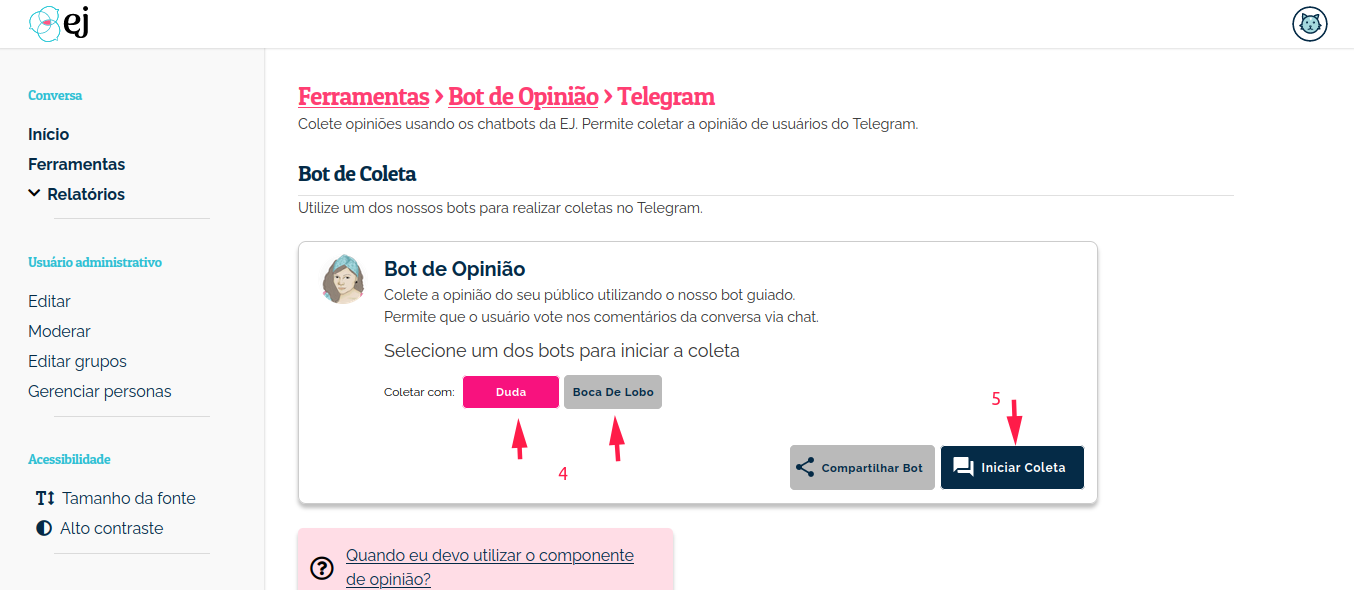 ej
Conversa
Início
Ferramentas
Relatórios
Usuário administrativo
Editar
Moderar
Editar grupos
Gerenciar personas
Acessibilidade
Tamanho da fonte
Alto contraste
Ferramentas > Bot de Opinião > Telegram
Colete opiniões usando os chatbots da EJ. Permite coletar a opinião de usuários do Telegram.
Bot de Coleta
Utilize um dos nossos bots para realizar coletas no Telegram.
Bot de Opinião
Colete a opinião do seu público utilizando o nosso bot guiado.
Permite que o usuário vote nos comentários da conversa via chat.
Selecione um dos bots para iniciar a coleta
Coletar com: Duda Boca De Lobo
4
5
Compartilhar Bot Iniciar Coleta
Quando eu devo utilizar o componente
de opinião?